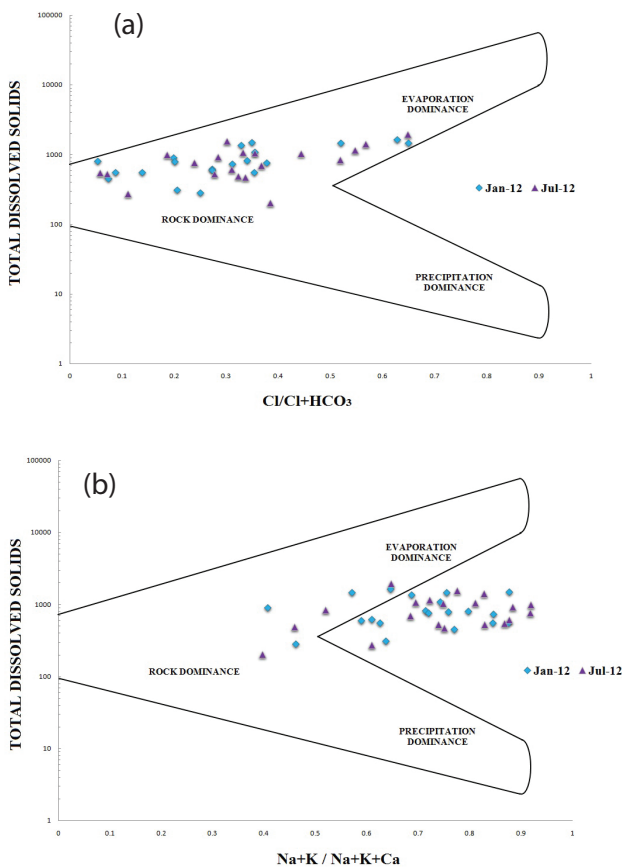 (a)
TOTAL DISSOLVED SOLIDS
100000
10000
1000
100
10
1
EVAPORATION
DOMINANCE
ROCK DOMINANCE
PRECIPITATION
DOMINANCE
Jan-12 Jul-12
0 0.1 0.2 0.3 0.4 0.5 0.6 0.7 0.8 0.9 1
Cl/Cl+HCO₃
(b)
TOTAL DISSOLVED SOLIDS
100000
10000
1000
100
10
1
EVAPORATION
DOMINANCE
ROCK DOMINANCE
PRECIPITATION
DOMINANCE
Jan-12 Jul-12
0 0.1 0.2 0.3 0.4 0.5 0.6 0.7 0.8 0.9 1
Na+K / Na+K+Ca